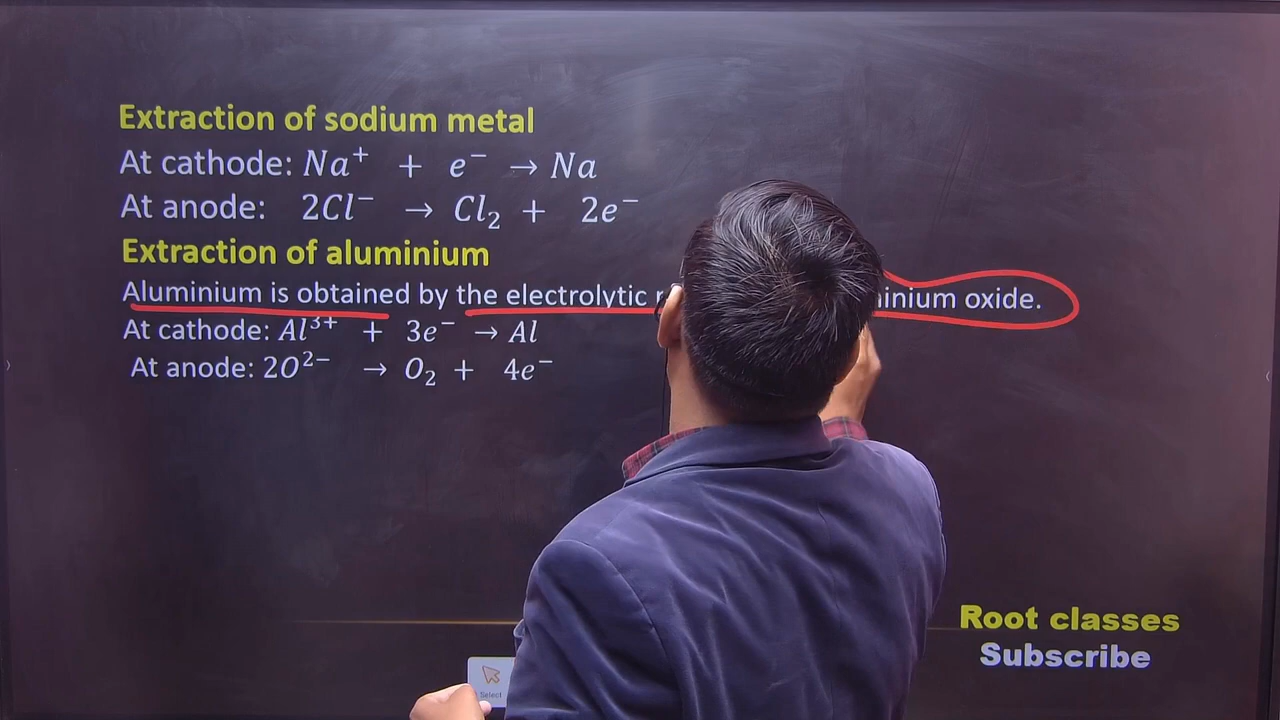 Extraction of sodium metal
At cathode: Na⁺ + e⁻ → Na
At anode: 2Cl⁻ → Cl₂ + 2e⁻
Extraction of aluminium
Aluminium is obtained by the electrolytic oxide.
At cathode: Al³⁺ + 3e⁻ → Al
At anode: 2O²⁻ → O₂ + 4e⁻
Root classes
Subscribe
Select